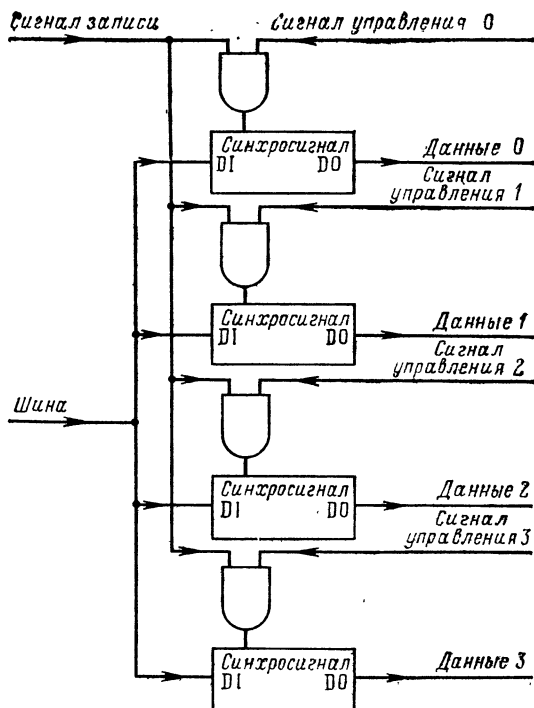 Сигнал записи
Сигнал управления 0
Синхросигнал
DI DO
Данные 0
Сигнал
управления 1
Синхросигнал
DI DO
Данные 1
Сигнал
управления 2
Шина
Синхросигнал
DI DO
Данные 2
Сигнал
управления 3
Синхросигнал
DI DO
Данные 3